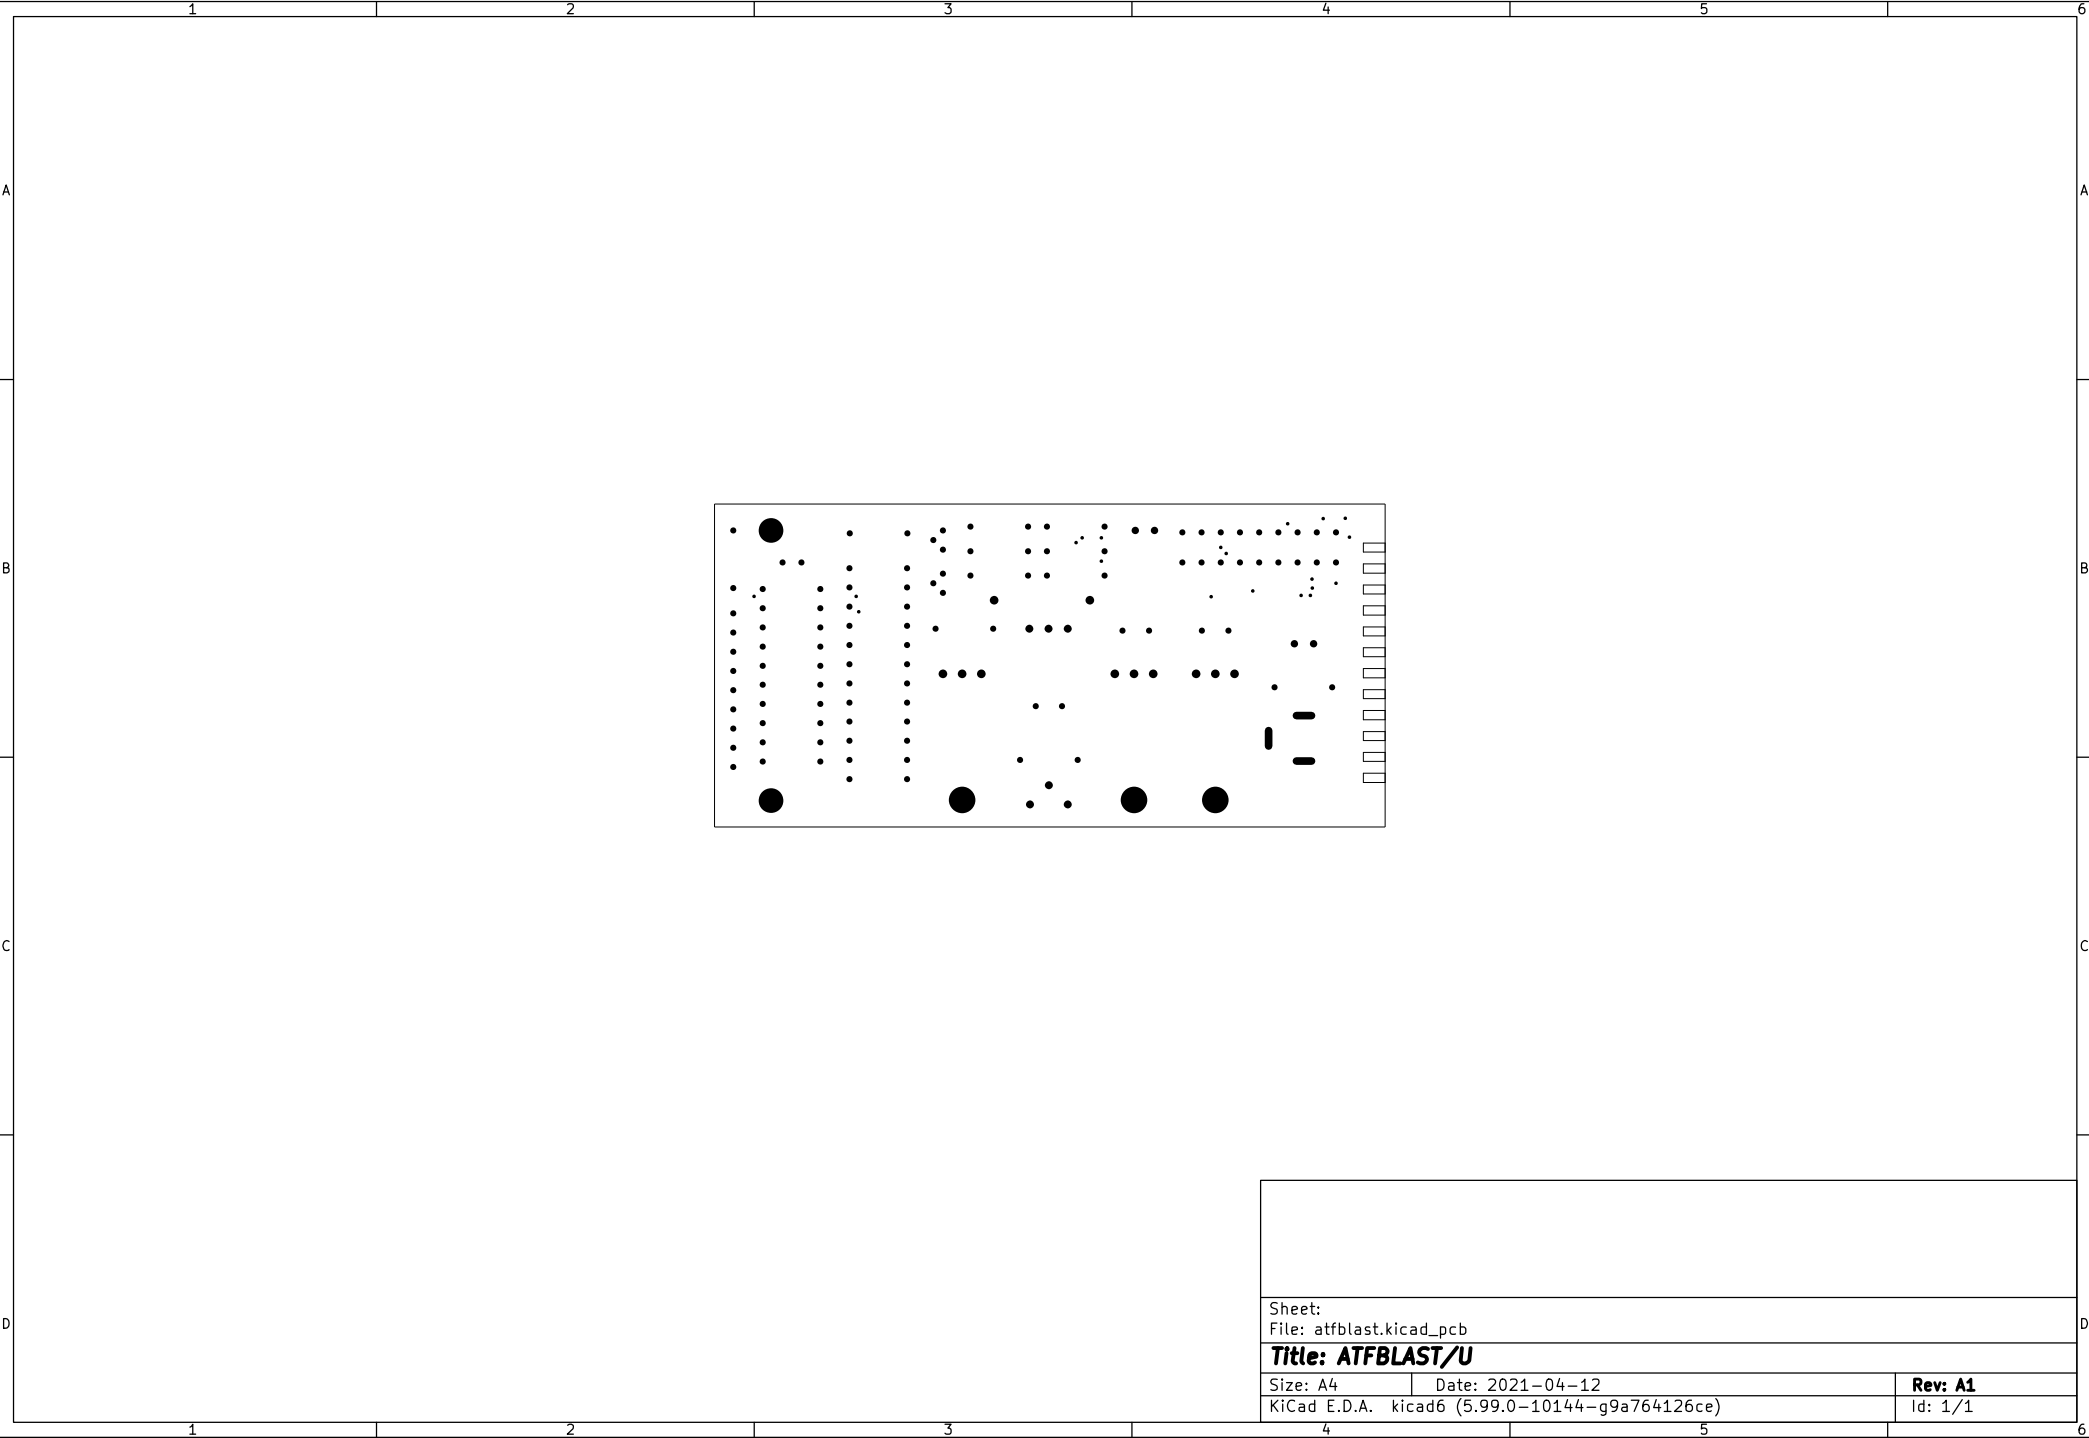 1 2 3 4 5 6
A A
B B
C C
D D
Sheet:
File: atfblast.kicad_pcb
Title: ATFBLAST/U
Size: A4 Date: 2021-04-12 Rev: A1
KiCad E.D.A. kicad6 (5.99.0-10144-g9a764126ce) Id: 1/1
1 2 3 4 5 6